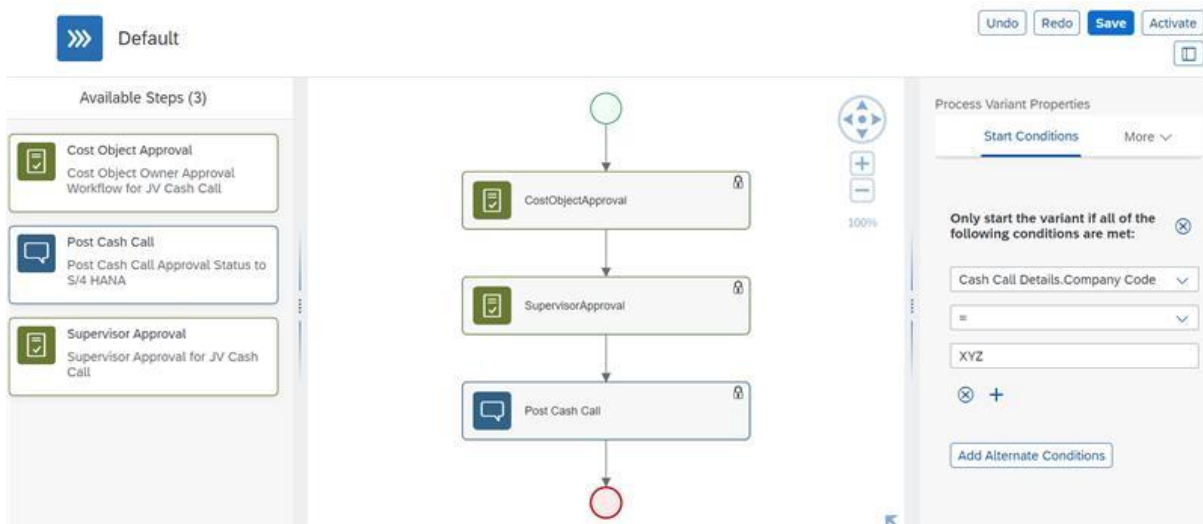 Default
Undo
Redo
Save
Activate
Available Steps (3)
Cost Object Approval
Cost Object Owner Approval
Workflow for JV Cash Call
Post Cash Call
Post Cash Call Approval Status to
S/4 HANA
Supervisor Approval
Supervisor Approval for JV Cash
Call
CostObjectApproval
SupervisorApproval
Post Cash Call
100%
Process Variant Properties
Start Conditions
More
Only start the variant if all of the
following conditions are met:
Cash Call Details.Company Code
=
XYZ
Add Alternate Conditions